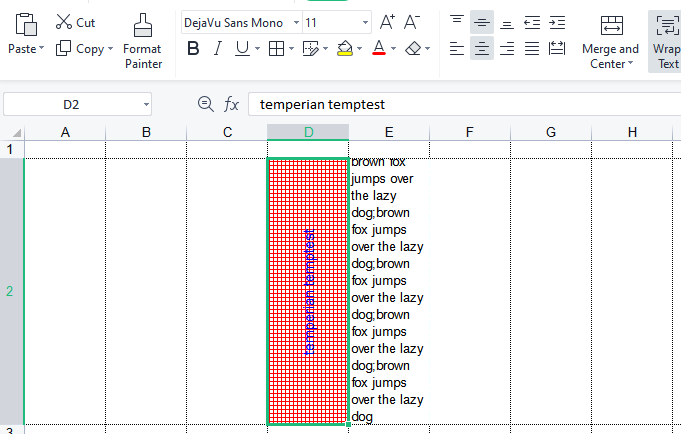 Cut
DejaVu Sans Mono 11 A+ A-
Paste Copy Format Painter
B I U A
Merge and Center
Wrap Text
D2 fx temperian temptest
A B C D E F G H
1
2
temperian temptest
brown fox
jumps over
the lazy
dog;brown
fox jumps
over the lazy
dog;brown
fox jumps
over the lazy
dog;brown
fox jumps
over the lazy
dog;brown
fox jumps
over the lazy
dog
3